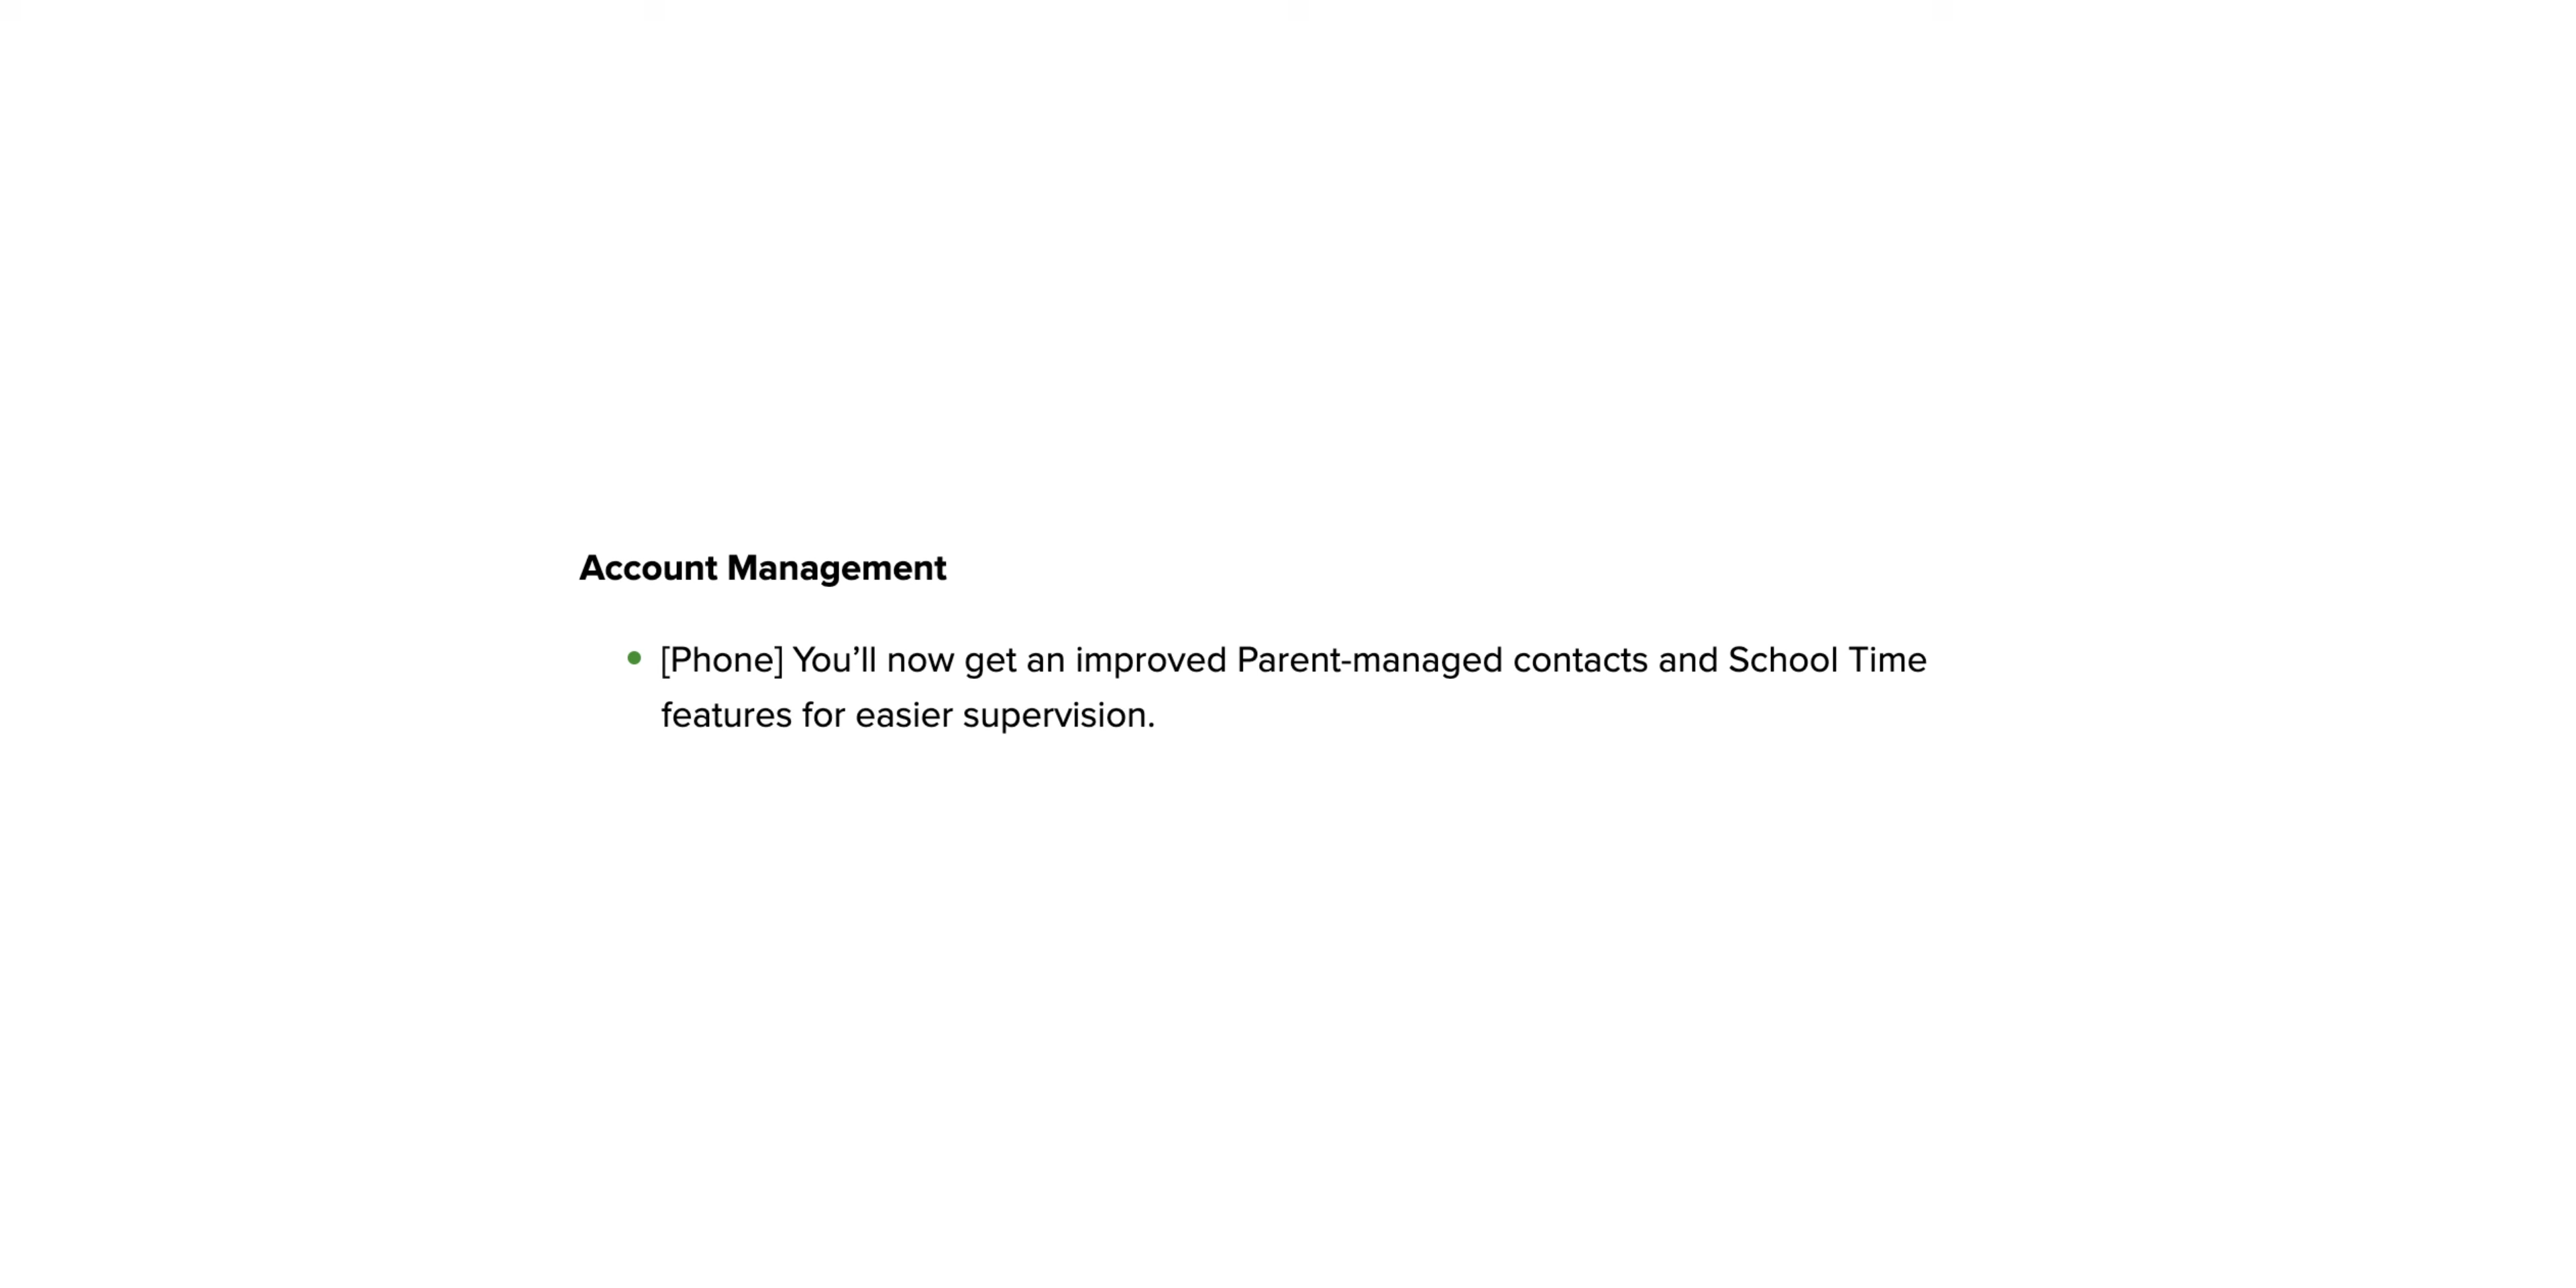 Account Management
• [Phone] You’ll now get an improved Parent-managed contacts and School Time
features for easier supervision.